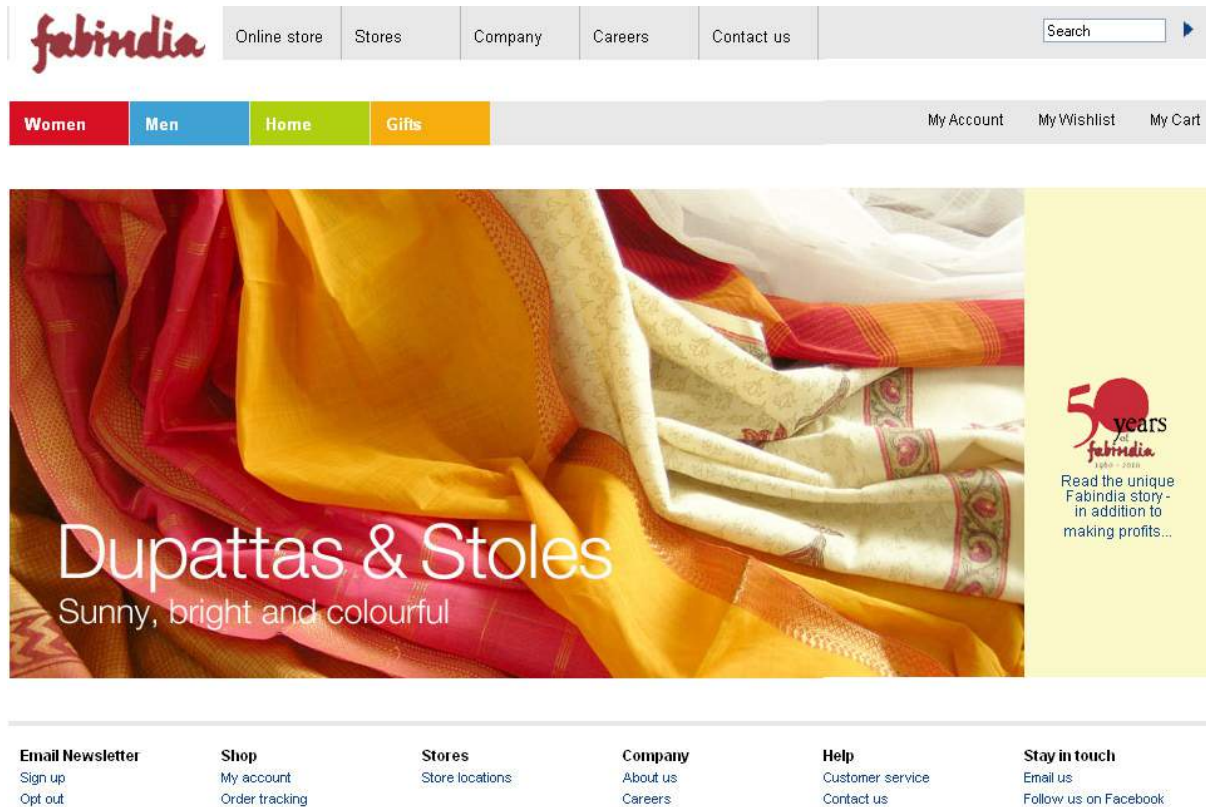 fabindia
Online store
Stores
Company
Careers
Contact us
Search
Women
Men
Home
Gifts
My Account
My Wishlist
My Cart
Dupattas & Stoles
Sunny, bright and colourful
50
years
of
fabindia
1960 - 2010
Read the unique
Fabindia story -
in addition to
making profits...
Email Newsletter
Sign up
Opt out
Shop
My account
Order tracking
Stores
Store locations
Company
About us
Careers
Help
Customer service
Contact us
Stay in touch
Email us
Follow us on Facebook